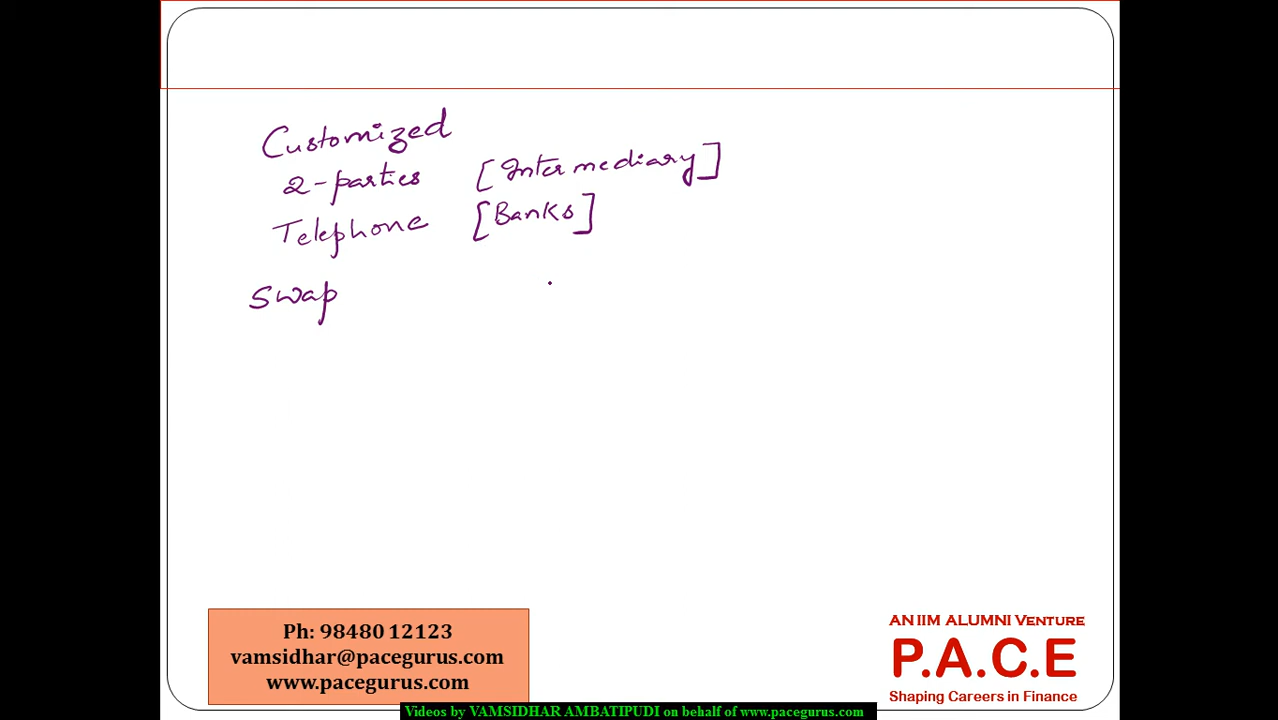 Customized
2-parties [Intermediary]
Telephone [Banks]
Swap
Ph: 98480 12123
vamsidhar@pacegurus.com
www.pacegurus.com
AN IIM ALUMNI VENTURE
P.A.C.E
Shaping Careers in Finance
Videos by VAMSIDHAR AMBATIPUDI on behalf of www.pacegurus.com